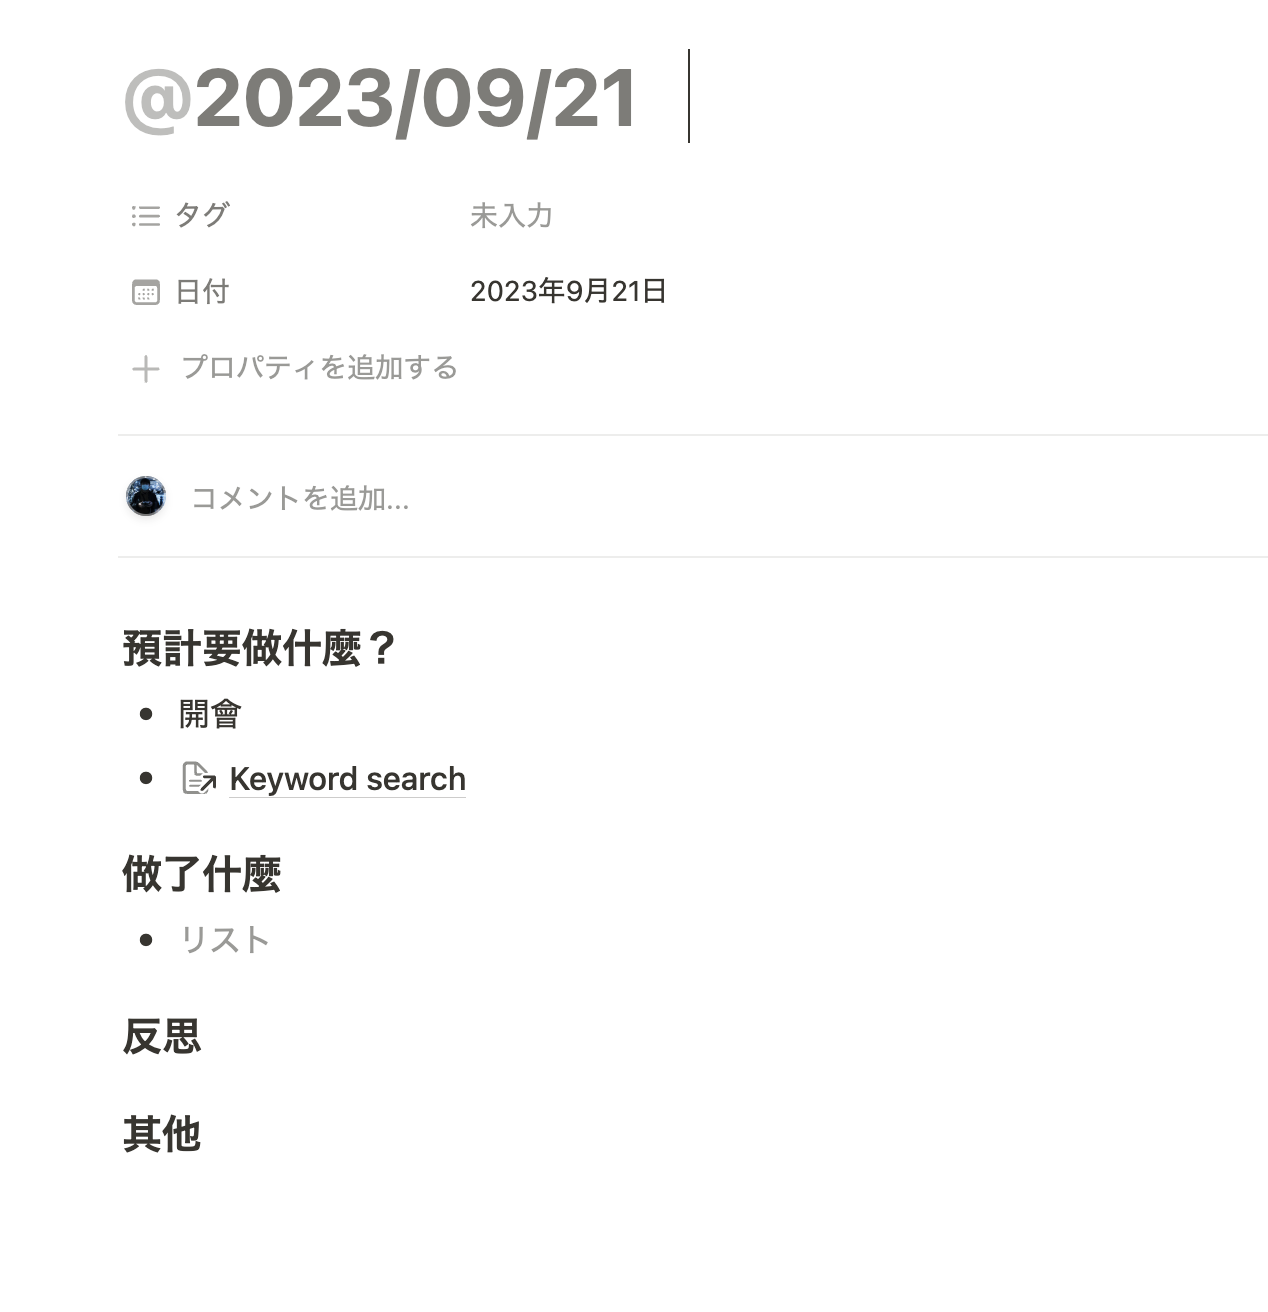 @2023/09/21
タグ 未入力
日付 2023年9月21日
プロパティを追加する
コメントを追加...
預計要做什麼？
• 開會
• Keyword search
做了什麼
• リスト
反思
其他